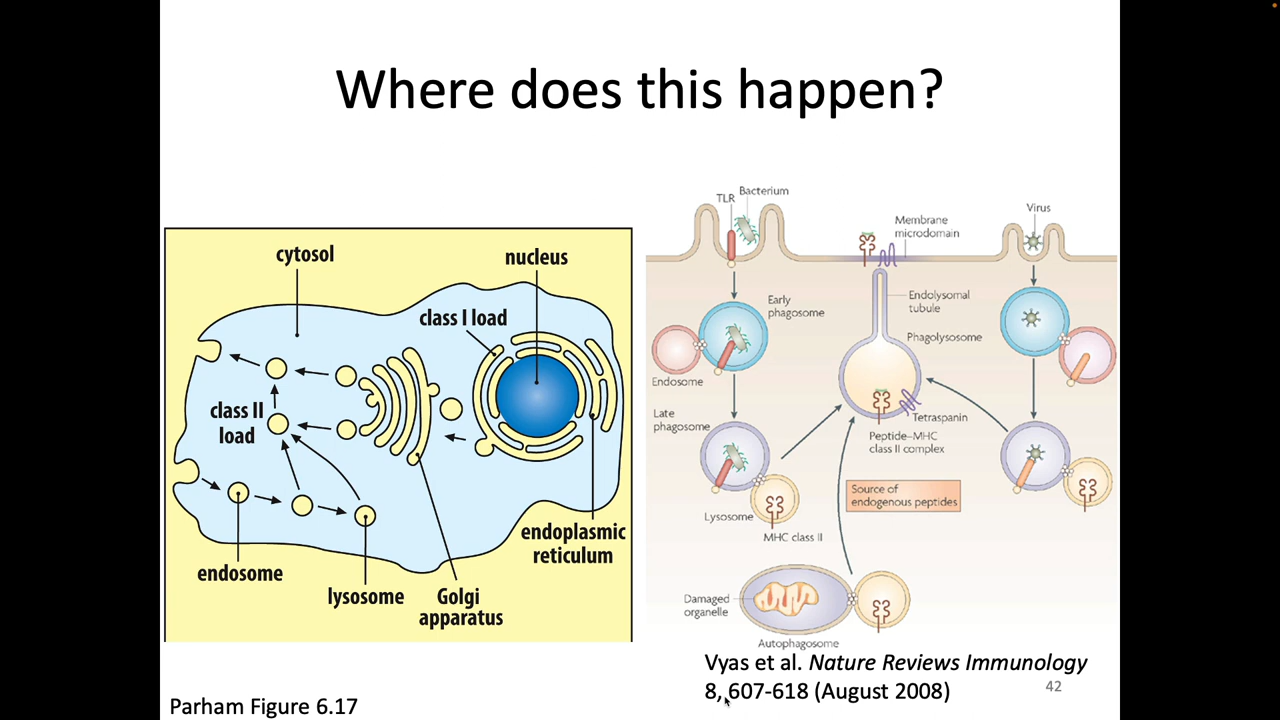 Where does this happen?
cytosol
nucleus
class I load
class II
load
endosome
lysosome
Golgi
apparatus
endoplasmic
reticulum
Parham Figure 6.17
TLR
Bacterium
Membrane
microdomain
Virus
Early
phagosome
Endolysomal
tubule
Phagolysosome
Endosome
Late
phagosome
Tetraspanin
Peptide–MHC
class II complex
Source of
endogenous peptides
Lysosome
MHC class II
Damaged
organelle
Autophagosome
Vyas et al. Nature Reviews Immunology
8, 607-618 (August 2008)
42